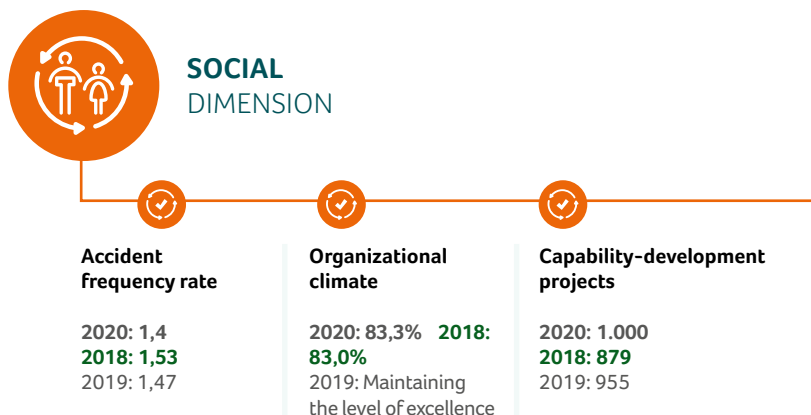 SOCIAL
DIMENSION
Accident
frequency rate
2020: 1,4
2018: 1,53
2019: 1,47
Organizational
climate
2020: 83,3% 2018:
83,0%
2019: Maintaining
the level of excellence
Capability-development
projects
2020: 1.000
2018: 879
2019: 955